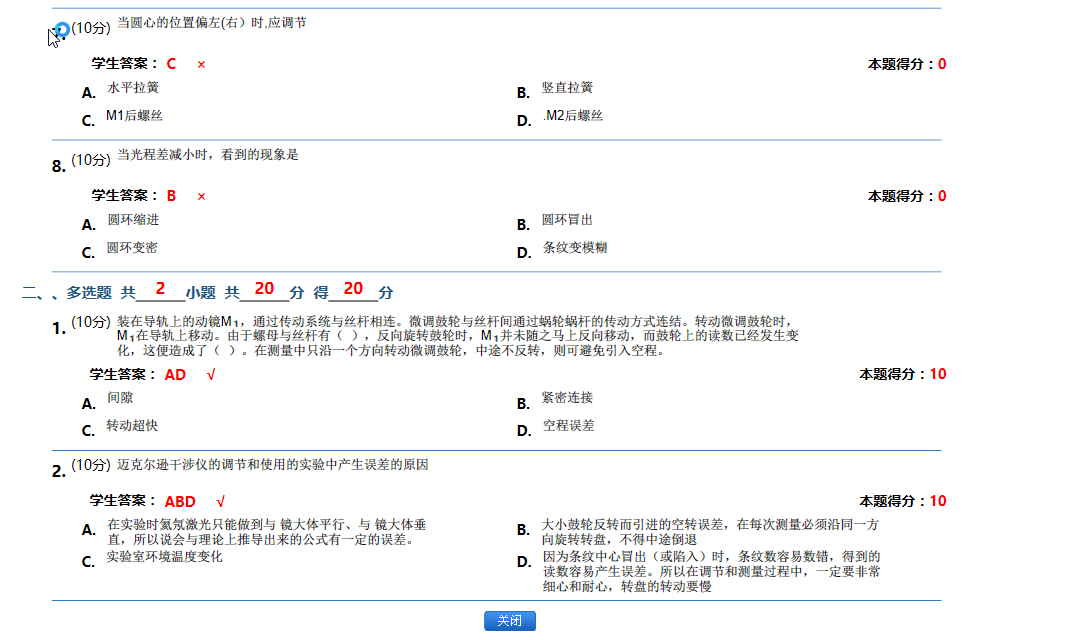 (10分) 当圆心的位置偏左(右）时,应调节
学生答案： C × 本题得分：0
A. 水平拉簧 B. 竖直拉簧
C. M1后螺丝 D. .M2后螺丝
8. (10分) 当光程差减小时，看到的现象是
学生答案： B × 本题得分：0
A. 圆环缩进 B. 圆环冒出
C. 圆环变密 D. 条纹变模糊
二、、多选题 共 2 小题 共 20 分 得 20 分
1. (10分) 装在导轨上的动镜M1，通过传动系统与丝杆相连。微调鼓轮与丝杆间通过蜗轮蜗杆的传动方式连结。转动微调鼓轮时，
M1在导轨上移动。由于螺母与丝杆有（ ），反向旋转鼓轮时，M1并未随之马上反向移动，而鼓轮上的读数已经发生变
化，这便造成了（ ）。在测量中只沿一个方向转动微调鼓轮，中途不反转，则可避免引入空程。
学生答案： AD √ 本题得分：10
A. 间隙 B. 紧密连接
C. 转动超快 D. 空程误差
2. (10分) 迈克尔逊干涉仪的调节和使用的实验中产生误差的原因
学生答案： ABD √ 本题得分：10
A. 在实验时氦氖激光只能做到与 镜大体平行、与 镜大体垂
直，所以说会与理论上推导出来的公式有一定的误差。
B. 大小鼓轮反转而引进的空转误差，在每次测量必须沿同一方
向旋转转盘，不得中途倒退
C. 实验室环境温度变化
D. 因为条纹中心冒出（或陷入）时，条纹数容易数错，得到的
读数容易产生误差。所以在调节和测量过程中，一定要非常
细心和耐心，转盘的转动要慢
关闭